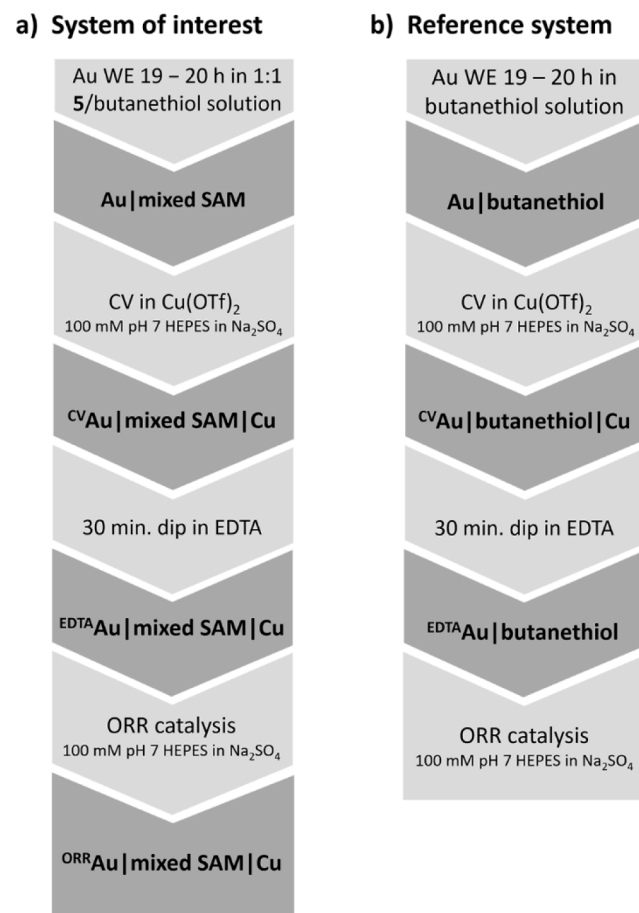 a) System of interest
Au WE 19 – 20 h in 1:1
5/butanethiol solution
Au|mixed SAM
CV in Cu(OTf)₂
100 mM pH 7 HEPES in Na₂SO₄
ᶜⱽAu|mixed SAM|Cu
30 min. dip in EDTA
ᴱᴰᵀᴬAu|mixed SAM|Cu
ORR catalysis
100 mM pH 7 HEPES in Na₂SO₄
ᴼᴿᴿAu|mixed SAM|Cu
b) Reference system
Au WE 19 – 20 h in
butanethiol solution
Au|butanethiol
CV in Cu(OTf)₂
100 mM pH 7 HEPES in Na₂SO₄
ᶜⱽAu|butanethiol|Cu
30 min. dip in EDTA
ᴱᴰᵀᴬAu|butanethiol
ORR catalysis
100 mM pH 7 HEPES in Na₂SO₄